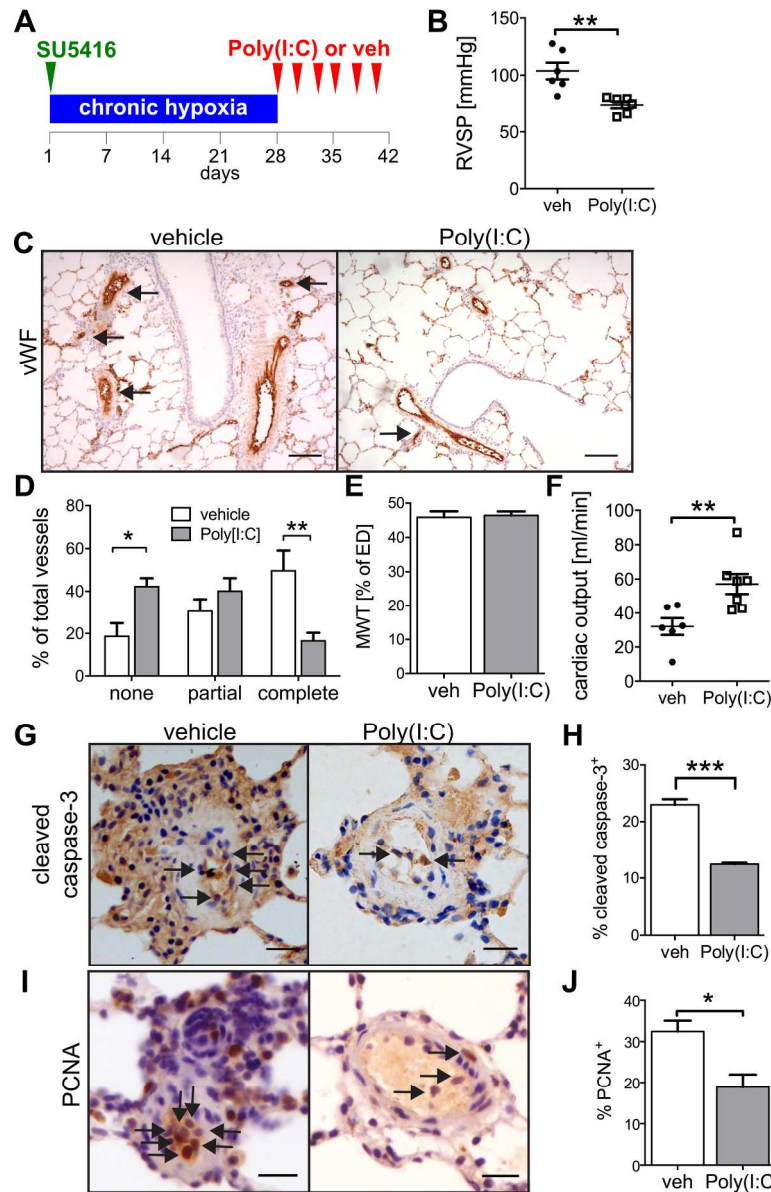 A
SU5416
Poly(I:C) or veh
chronic hypoxia
1 7 14 21 28 35 42
days
B
**
RVSP [mmHg]
150
100
50
0
veh Poly(I:C)
C
vehicle Poly(I:C)
vWF
D
vehicle
Poly[I:C]
* **
% of total vessels
80
60
40
20
0
none partial complete
E
MWT [% of ED]
50
40
30
20
10
0
veh Poly(I:C)
F
**
cardiac output [ml/min]
100
80
60
40
20
0
veh Poly(I:C)
G
vehicle Poly(I:C)
cleaved
caspase-3
H
***
% cleaved caspase-3+
30
20
10
0
veh Poly(I:C)
I
PCNA
J
*
% PCNA+
40
30
20
10
0
veh Poly(I:C